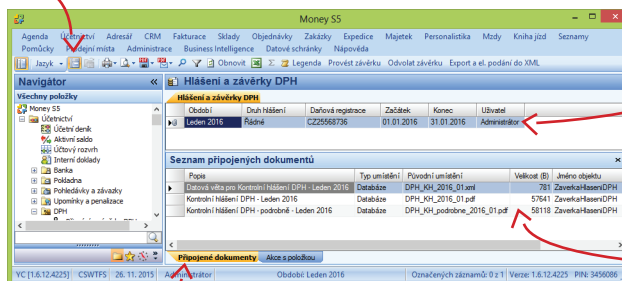 Money S5
Agenda Účetnictví Adresář CRM Fakturace Sklady Objednávky Zakázky Expedice Majetek Personalistika Mzdy Kniha jízd Seznamy
Pomůcky Prodejní místa Administrace Business Intelligence Datové schránky Nápověda
Jazyk Obnovit Σ Legenda Provést závěrku Odvolat závěrku Export a el. podání do XML
Navigátor « Hlášení a závěrky DPH
Všechny položky Hlášení a závěrky DPH
Money S5 Období Druh hlášení Daňová registrace Začátek Konec Uživatel
Účetnictví Leden 2016 Řádné CZ25568736 01.01.2016 31.01.2016 Administrátor
Účetní deník
Aktivní saldo
Účtový rozvrh
Interní doklady Seznam připojených dokumentů
Banka Popis Typ umístění Původní umístění Velikost (B) Jméno objektu
Pokladna Datová věta pro Kontrolní hlášení DPH - Leden 2016 Databáze DPH_KH_2016_01.xml 781 ZaverkaHlaseniDPH
Pohledávky a závazky Kontrolní hlášení DPH - Leden 2016 Databáze DPH_KH_2016_01.pdf 57641 ZaverkaHlaseniDPH
Upomínky a penalizace Kontrolní hlášení DPH - podrobné - Leden 2016 Databáze DPH_KH_podrobne_2016_01.pdf 58118 ZaverkaHlaseniDPH
DPH
Připojené dokumenty Akce s položkou
YC [1.6.12.4225] CSWTFS 26. 11. 2015 Administrátor Období: Leden 2016 Označených záznamů: 0 z 1 Verze: 1.6.12.4225 PIN: 3456086